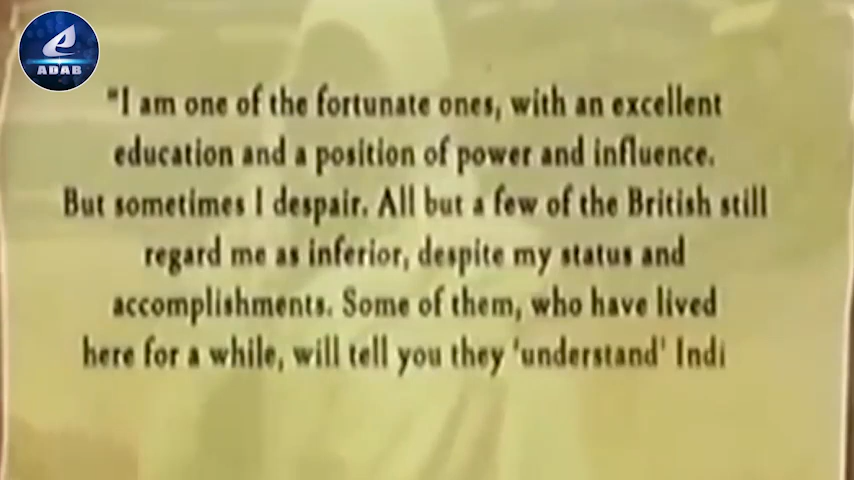 ADAB
"I am one of the fortunate ones, with an excellent
education and a position of power and influence.
But sometimes I despair. All but a few of the British still
regard me as inferior, despite my status and
accomplishments. Some of them, who have lived
here for a while, will tell you they 'understand' Indi